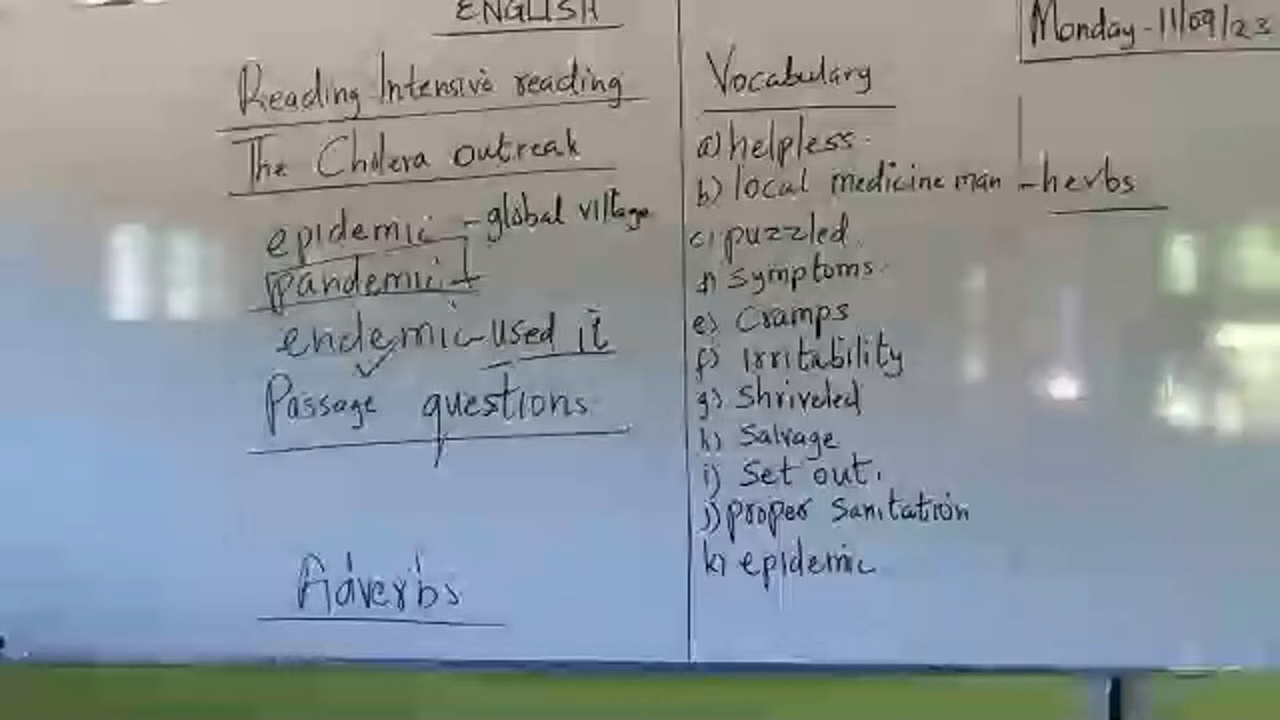 ENGLISH
Monday - 11/09/23
Reading Intensive reading
The Cholera outreak
epidemic - global village
pandemic
endemic - used it
Passage questions
Adverbs
Vocabulary
a) helpless.
b) local medicine man - herbs
c) puzzled.
d) symptoms.
e) Cramps
f) Irritability
g) Shriveled
h) Salvage
i) Set out.
j) proper Sanitation
k) epidemic